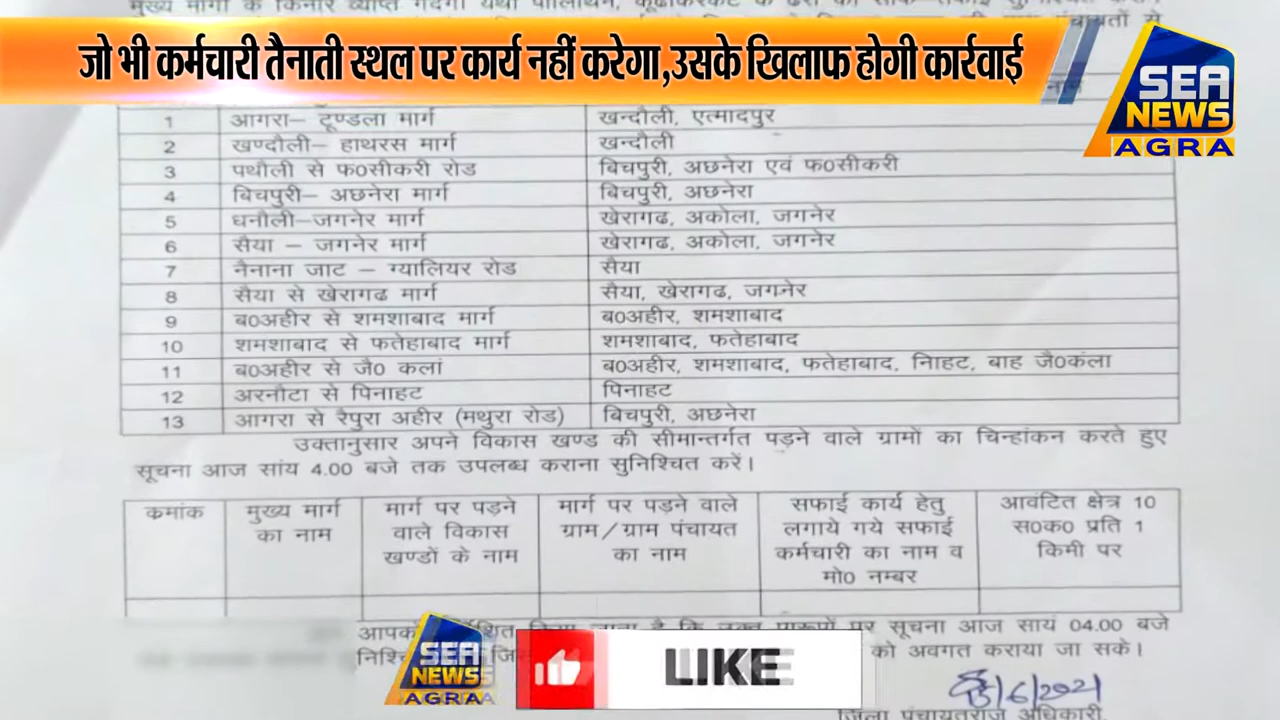 जो भी कर्मचारी तैनाती स्थल पर कार्य नहीं करेगा,उसके खिलाफ होगी कार्रवाई
SEA
NEWS
AGRA
1 आगरा– टूण्डला मार्ग खन्दौली, एत्मादपुर
2 खण्दौली– हाथरस मार्ग खन्दौली
3 पथौली से फ0सीकरी रोड बिचपुरी, अछनेरा एवं फ0सीकरी
4 बिचपुरी– अछनेरा मार्ग बिचपुरी, अछनेरा
5 धनौली–जगनेर मार्ग खेरागढ, अकोला, जगनेर
6 सैया – जगनेर मार्ग खेरागढ, अकोला, जगनेर
7 नैनाना जाट – ग्यालियर रोड सैया
8 सैया से खेरागढ मार्ग सैया, खेरागढ, जगनेर
9 ब0अहीर से शमशाबाद मार्ग ब0अहीर, शमशाबाद
10 शमशाबाद से फतेहाबाद मार्ग शमशाबाद, फतेहाबाद
11 ब0अहीर से जै0 कलां ब0अहीर, शमशाबाद, फतेहाबाद, निाहट, बाह जै0कंला
12 अरनौटा से पिनाहट पिनाहट
13 आगरा से रैपुरा अहीर (मथुरा रोड) बिचपुरी, अछनेरा
उक्तानुसार अपने विकास खण्ड की सीमान्तर्गत पड़ने वाले ग्रामों का चिन्हांकन करते हुए
सूचना आज सांय 4.00 बजे तक उपलब्ध कराना सुनिश्चित करें।
कमांक
मुख्य मार्ग
का नाम
मार्ग पर पड़ने
वाले विकास
खण्डों के नाम
मार्ग पर पड़ने वाले
ग्राम/ग्राम पंचायत
का नाम
सफाई कार्य हेतु
लगाये गये सफाई
कर्मचारी का नाम व
मो0 नम्बर
आवंटित क्षेत्र 10
स0क0 प्रति 1
किमी पर
पर सूचना आज सायं 04.00 बजे
को अवगत कराया जा सके।
SEA
NEWS
AGRA
LIKE
/6/2021
जिला पंचायतराज अधिकारी